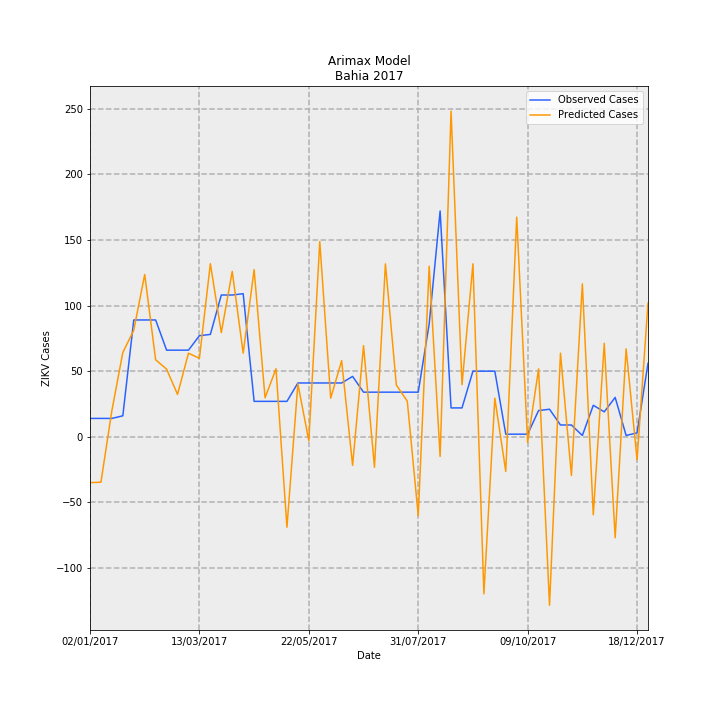 Arimax Model
Bahia 2017
Observed Cases
Predicted Cases
250
200
150
100
50
0
−50
−100
ZIKV Cases
02/01/2017
13/03/2017
22/05/2017
31/07/2017
09/10/2017
18/12/2017
Date